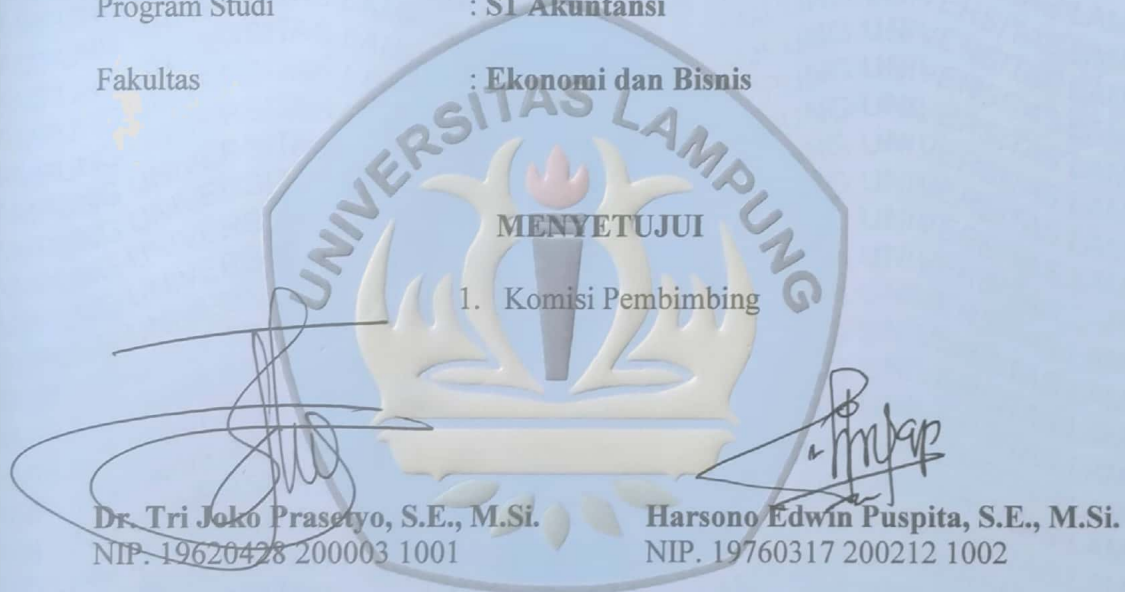 Program Studi : S1 Akuntansi
Fakultas : Ekonomi dan Bisnis
UNIVERSITAS LAMPUNG
MENYETUJUI
1. Komisi Pembimbing
Dr. Tri Joko Prasetyo, S.E., M.Si. Harsono Edwin Puspita, S.E., M.Si.
NIP. 19620428 200003 1001 NIP. 19760317 200212 1002